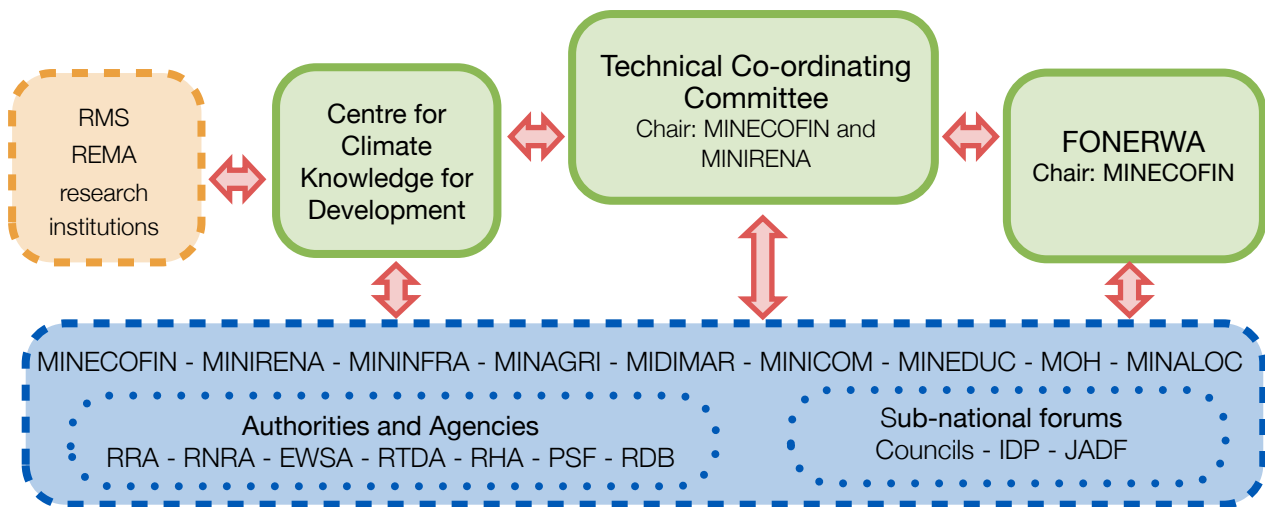 RMS
REMA
research
institutions
Centre for
Climate
Knowledge for
Development
Technical Co-ordinating
Committee
Chair: MINECOFIN and
MINIRENA
FONERWA
Chair: MINECOFIN
MINECOFIN - MINIRENA - MININFRA - MINAGRI - MIDIMAR - MINICOM - MINEDUC - MOH - MINALOC
Authorities and Agencies
RRA - RNRA - EWSA - RTDA - RHA - PSF - RDB
Sub-national forums
Councils - IDP - JADF